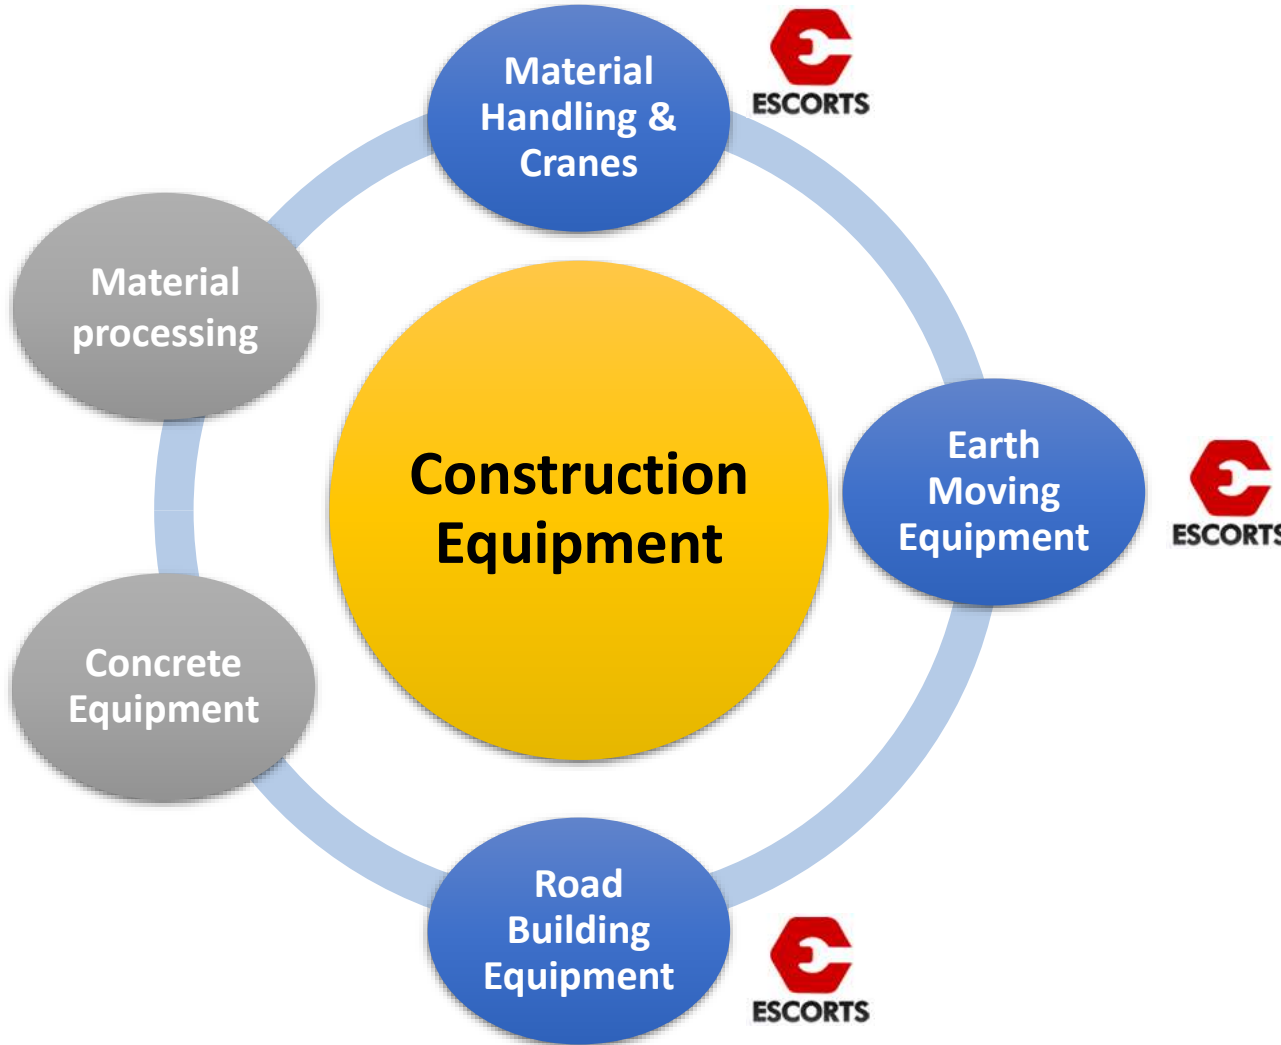 Material
Handling &
Cranes
ESCORTS
Material
processing
Construction
Equipment
Earth
Moving
Equipment
ESCORTS
Concrete
Equipment
Road
Building
Equipment
ESCORTS